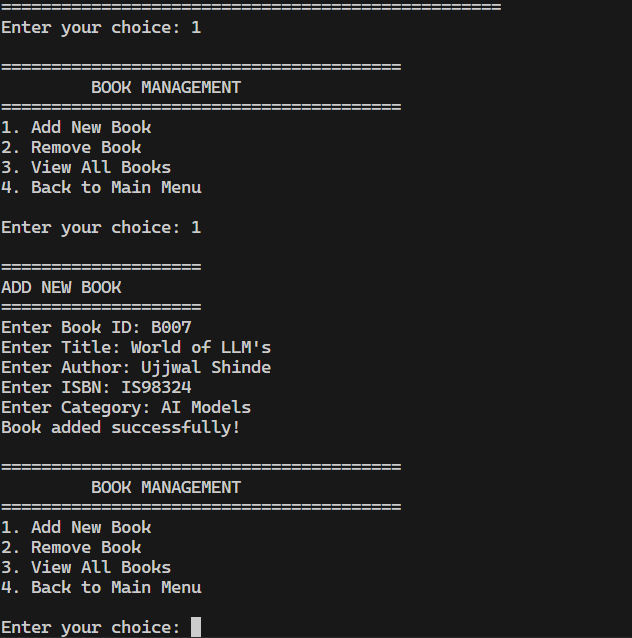 ==================================================
Enter your choice: 1
========================================
BOOK MANAGEMENT
========================================
1. Add New Book
2. Remove Book
3. View All Books
4. Back to Main Menu
Enter your choice: 1
====================
ADD NEW BOOK
====================
Enter Book ID: B007
Enter Title: World of LLM's
Enter Author: Ujjwal Shinde
Enter ISBN: IS98324
Enter Category: AI Models
Book added successfully!
========================================
BOOK MANAGEMENT
========================================
1. Add New Book
2. Remove Book
3. View All Books
4. Back to Main Menu
Enter your choice: